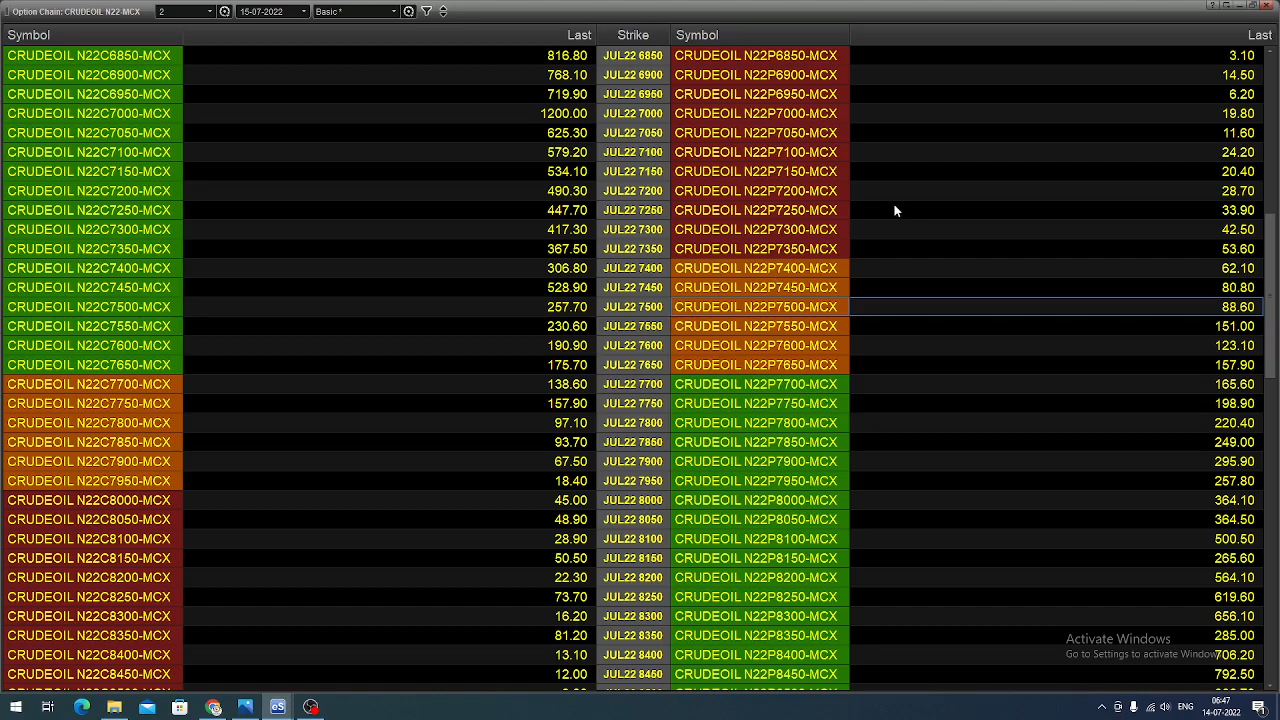 Option Chain: CRUDEOIL N22-MCX 2 15-07-2022 Basic*
Symbol Last Strike Symbol Last
CRUDEOIL N22C6850-MCX 816.80 JUL22 6850 CRUDEOIL N22P6850-MCX 3.10
CRUDEOIL N22C6900-MCX 768.10 JUL22 6900 CRUDEOIL N22P6900-MCX 14.50
CRUDEOIL N22C6950-MCX 719.90 JUL22 6950 CRUDEOIL N22P6950-MCX 6.20
CRUDEOIL N22C7000-MCX 1200.00 JUL22 7000 CRUDEOIL N22P7000-MCX 19.80
CRUDEOIL N22C7050-MCX 625.30 JUL22 7050 CRUDEOIL N22P7050-MCX 11.60
CRUDEOIL N22C7100-MCX 579.20 JUL22 7100 CRUDEOIL N22P7100-MCX 24.20
CRUDEOIL N22C7150-MCX 534.10 JUL22 7150 CRUDEOIL N22P7150-MCX 20.40
CRUDEOIL N22C7200-MCX 490.30 JUL22 7200 CRUDEOIL N22P7200-MCX 28.70
CRUDEOIL N22C7250-MCX 447.70 JUL22 7250 CRUDEOIL N22P7250-MCX 33.90
CRUDEOIL N22C7300-MCX 417.30 JUL22 7300 CRUDEOIL N22P7300-MCX 42.50
CRUDEOIL N22C7350-MCX 367.50 JUL22 7350 CRUDEOIL N22P7350-MCX 53.60
CRUDEOIL N22C7400-MCX 306.80 JUL22 7400 CRUDEOIL N22P7400-MCX 62.10
CRUDEOIL N22C7450-MCX 528.90 JUL22 7450 CRUDEOIL N22P7450-MCX 80.80
CRUDEOIL N22C7500-MCX 257.70 JUL22 7500 CRUDEOIL N22P7500-MCX 88.60
CRUDEOIL N22C7550-MCX 230.60 JUL22 7550 CRUDEOIL N22P7550-MCX 151.00
CRUDEOIL N22C7600-MCX 190.90 JUL22 7600 CRUDEOIL N22P7600-MCX 123.10
CRUDEOIL N22C7650-MCX 175.70 JUL22 7650 CRUDEOIL N22P7650-MCX 157.90
CRUDEOIL N22C7700-MCX 138.60 JUL22 7700 CRUDEOIL N22P7700-MCX 165.60
CRUDEOIL N22C7750-MCX 157.90 JUL22 7750 CRUDEOIL N22P7750-MCX 198.90
CRUDEOIL N22C7800-MCX 97.10 JUL22 7800 CRUDEOIL N22P7800-MCX 220.40
CRUDEOIL N22C7850-MCX 93.70 JUL22 7850 CRUDEOIL N22P7850-MCX 249.00
CRUDEOIL N22C7900-MCX 67.50 JUL22 7900 CRUDEOIL N22P7900-MCX 295.90
CRUDEOIL N22C7950-MCX 18.40 JUL22 7950 CRUDEOIL N22P7950-MCX 257.80
CRUDEOIL N22C8000-MCX 45.00 JUL22 8000 CRUDEOIL N22P8000-MCX 364.10
CRUDEOIL N22C8050-MCX 48.90 JUL22 8050 CRUDEOIL N22P8050-MCX 364.50
CRUDEOIL N22C8100-MCX 28.90 JUL22 8100 CRUDEOIL N22P8100-MCX 500.50
CRUDEOIL N22C8150-MCX 50.50 JUL22 8150 CRUDEOIL N22P8150-MCX 265.60
CRUDEOIL N22C8200-MCX 22.30 JUL22 8200 CRUDEOIL N22P8200-MCX 564.10
CRUDEOIL N22C8250-MCX 73.70 JUL22 8250 CRUDEOIL N22P8250-MCX 619.60
CRUDEOIL N22C8300-MCX 16.20 JUL22 8300 CRUDEOIL N22P8300-MCX 656.10
CRUDEOIL N22C8350-MCX 81.20 JUL22 8350 CRUDEOIL N22P8350-MCX 285.00
Activate Windows
CRUDEOIL N22C8400-MCX 13.10 JUL22 8400 CRUDEOIL N22P8400-MCX 706.20
Go to Settings to activate Windows
CRUDEOIL N22C8450-MCX 12.00 JUL22 8450 CRUDEOIL N22P8450-MCX 792.50
eS ENG 06:47
14-07-2022